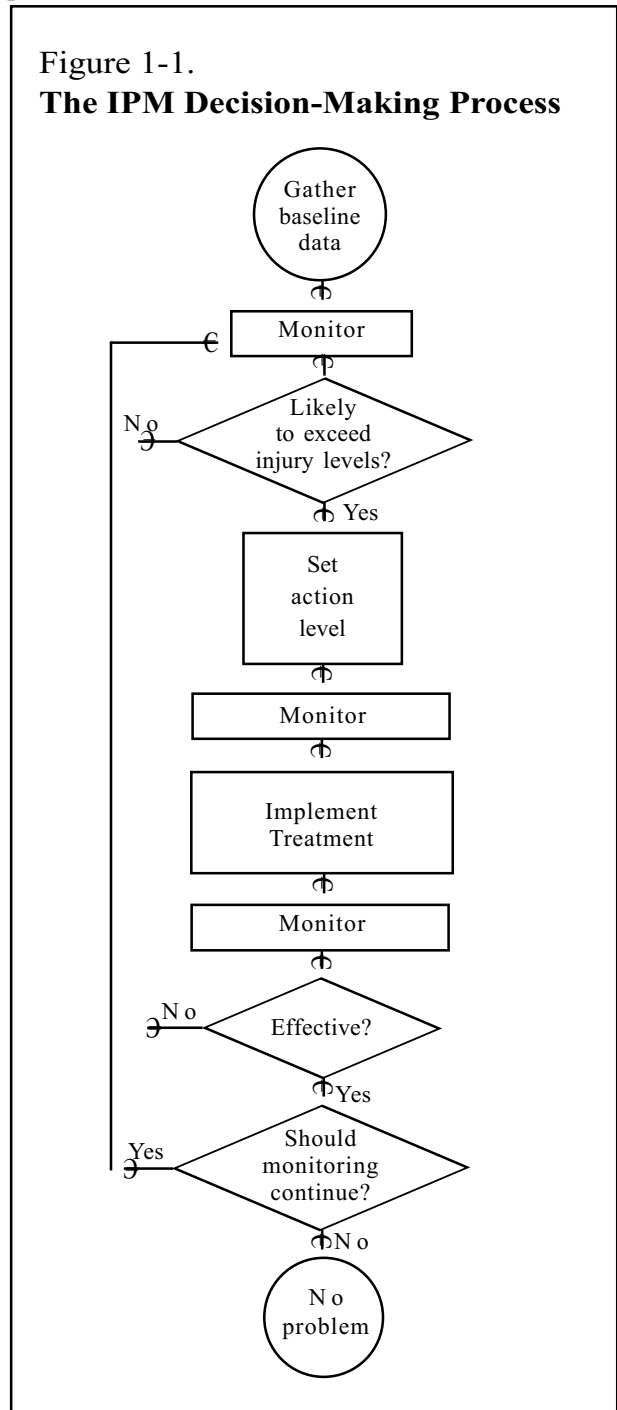 Figure 1-1.
The IPM Decision-Making Process
Gather
baseline
data
Monitor
Likely
to exceed
injury levels?
No
Yes
Set
action
level
Monitor
Implement
Treatment
Monitor
Effective?
No
Yes
Should
monitoring
continue?
Yes
No
No
problem